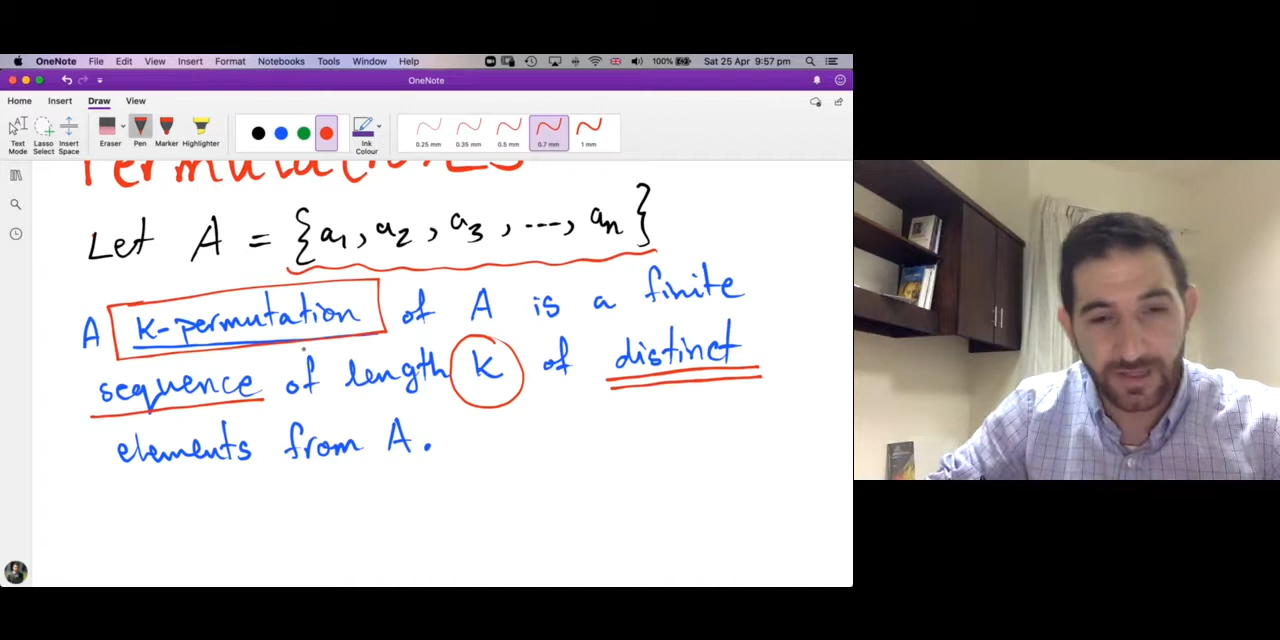 OneNote File Edit View Insert Format Notebooks Tools Window Help 100% Sat 25 Apr 9:57 pm
OneNote
Home Insert Draw View
Text Mode Lasso Select Insert Space Eraser Pen Marker Highlighter Ink Colour 0.25 mm 0.35 mm 0.5 mm 0.7 mm 1 mm
Permutations
Let A = {a1, a2, a3, ..., an}
A k-permutation of A is a finite
sequence of length k of distinct
elements from A.